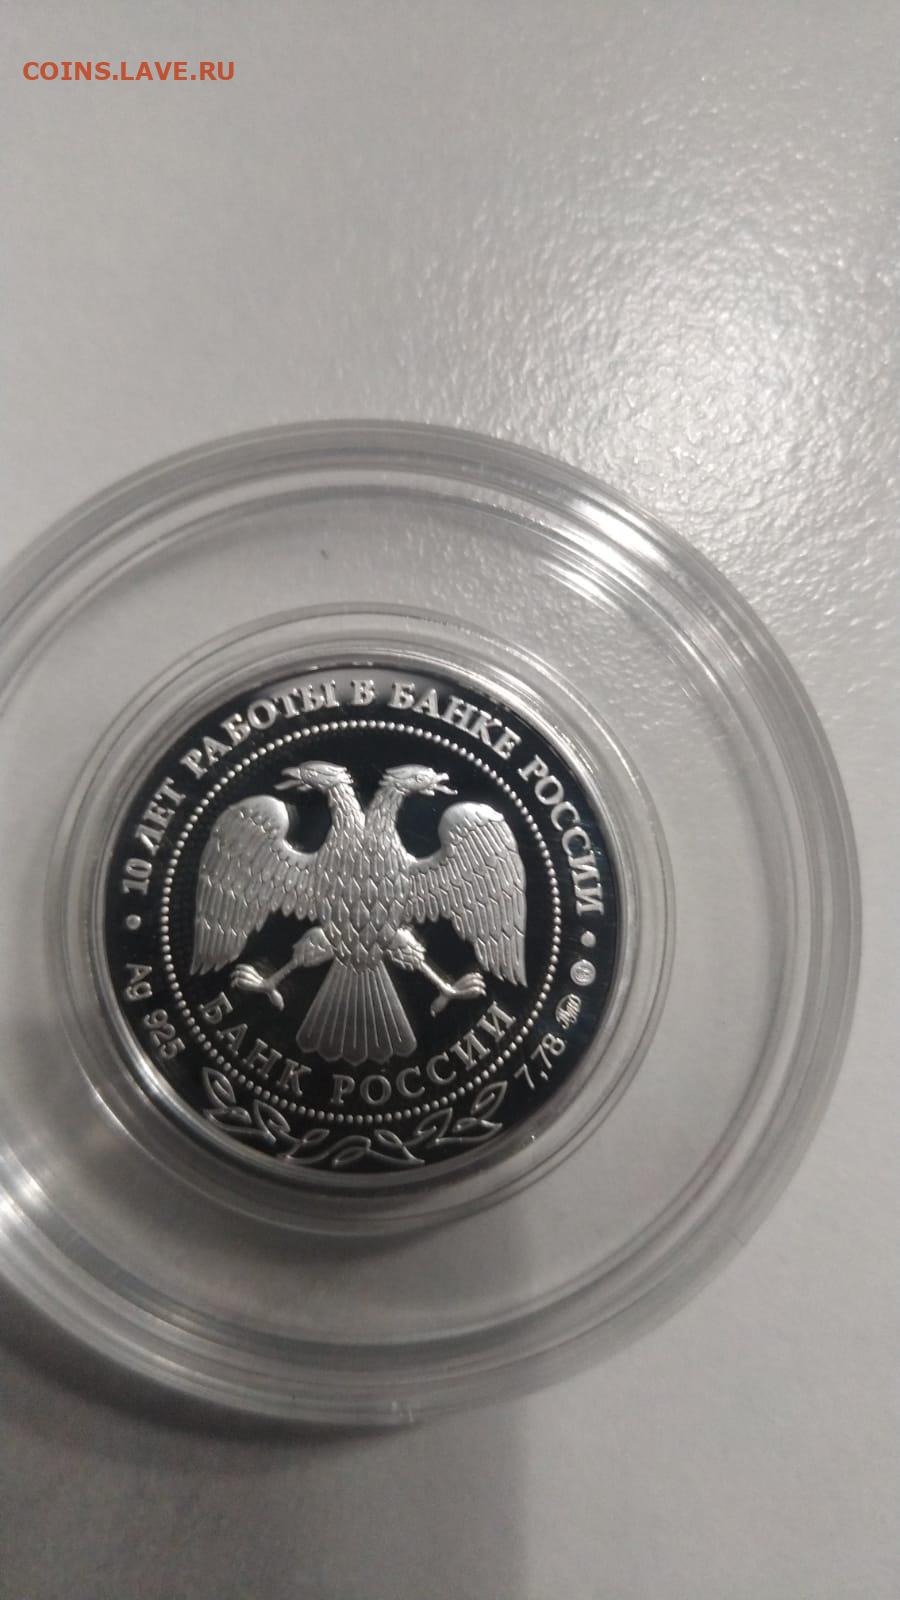 COINS.LAVE.RU
• 10 ЛЕТ РАБОТЫ В БАНКЕ РОССИИ •
Ag 925
БАНК РОССИИ
7,78